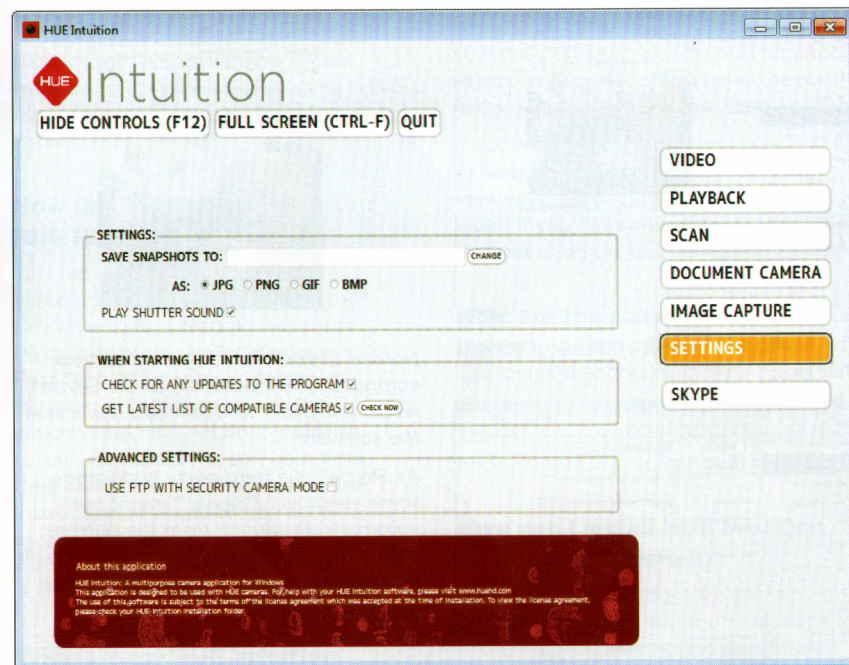 HUE Intuition
HUE Intuition
HIDE CONTROLS (F12) FULL SCREEN (CTRL-F) QUIT
VIDEO
PLAYBACK
SCAN
DOCUMENT CAMERA
IMAGE CAPTURE
SETTINGS
SKYPE
SETTINGS:
SAVE SNAPSHOTS TO: CHANGE
AS: JPG PNG GIF BMP
PLAY SHUTTER SOUND
WHEN STARTING HUE INTUITION:
CHECK FOR ANY UPDATES TO THE PROGRAM
GET LATEST LIST OF COMPATIBLE CAMERAS CHECK NOW
ADVANCED SETTINGS:
USE FTP WITH SECURITY CAMERA MODE
About this application
HUE Intuition: A multipurpose camera application for Windows
This application is designed to be used with HUE cameras. For help with your HUE Intuition software, please visit www.huehd.com
The use of this software is subject to the terms of the license agreement which was accepted at the time of installation. To view the license agreement,
please check your HUE Intuition installation folder.